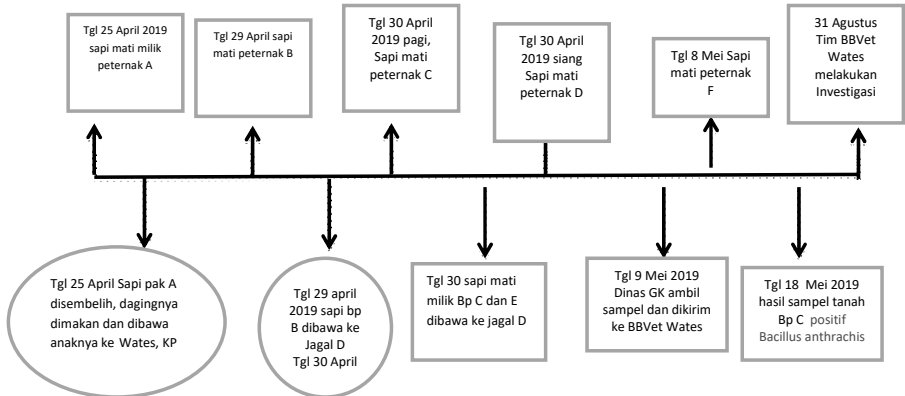 Tgl 25 April 2019
sapi mati milik
peternak A
Tgl 29 April sapi
mati peternak B
Tgl 30 April
2019 pagi,
Sapi mati
peternak C
Tgl 30 April
2019 siang
Sapi mati
peternak D
Tgl 8 Mei Sapi
mati peternak
F
31 Agustus
Tim BBVet
Wates
melakukan
Investigasi
Tgl 25 April Sapi pak A
disembelih, dagingnya
dimakan dan dibawa
anaknya ke Wates, KP
Tgl 29 april
2019 sapi bp
B dibawa ke
Jagal D
Tgl 30 April
Tgl 30 sapi mati
milik Bp C dan E
dibawa ke jagal D
Tgl 9 Mei 2019
Dinas GK ambil
sampel dan dikirim
ke BBVet Wates
Tgl 18 Mei 2019
hasil sampel tanah
Bp C positif
Bacillus anthrachis